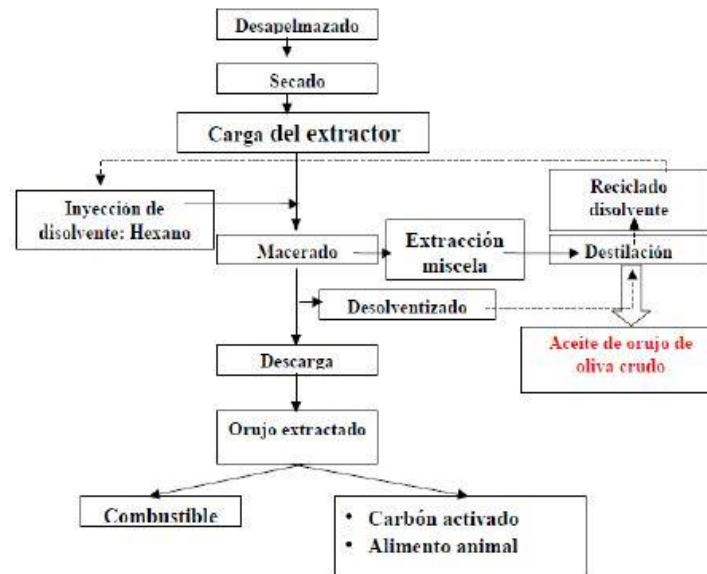 Desapelmazado
Secado
Carga del extractor
Inyección de
disolvente: Hexano
Reciclado
disolvente
Macerado
Extracción
miscela
Destilación
Desolventizado
Aceite de orujo de
oliva crudo
Descarga
Orujo extractado
Combustible
• Carbón activado
• Alimento animal